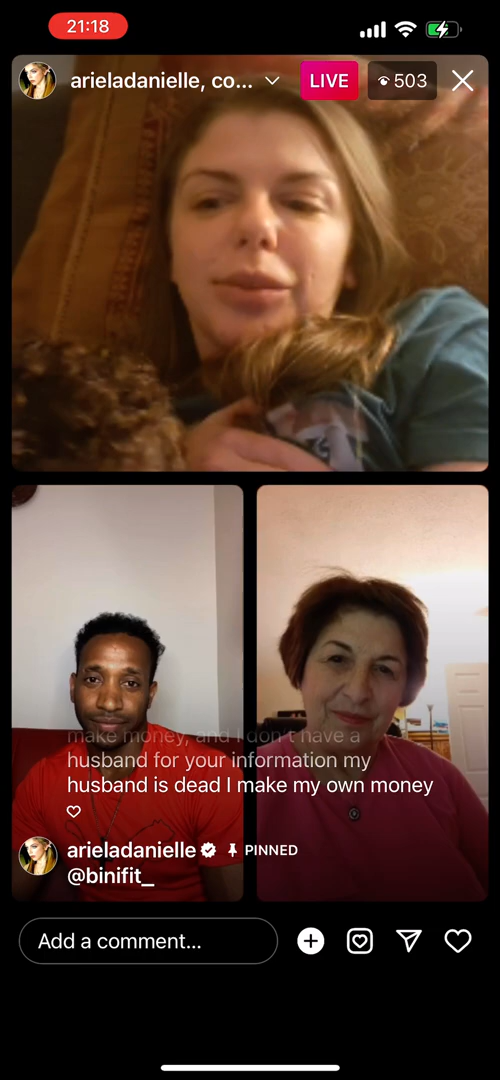 21:18
arieladanielle, co...
LIVE
503
make money, and I don't have a
husband for your information my
husband is dead I make my own money
♡
arieladanielle PINNED
@binifit_
Add a comment...